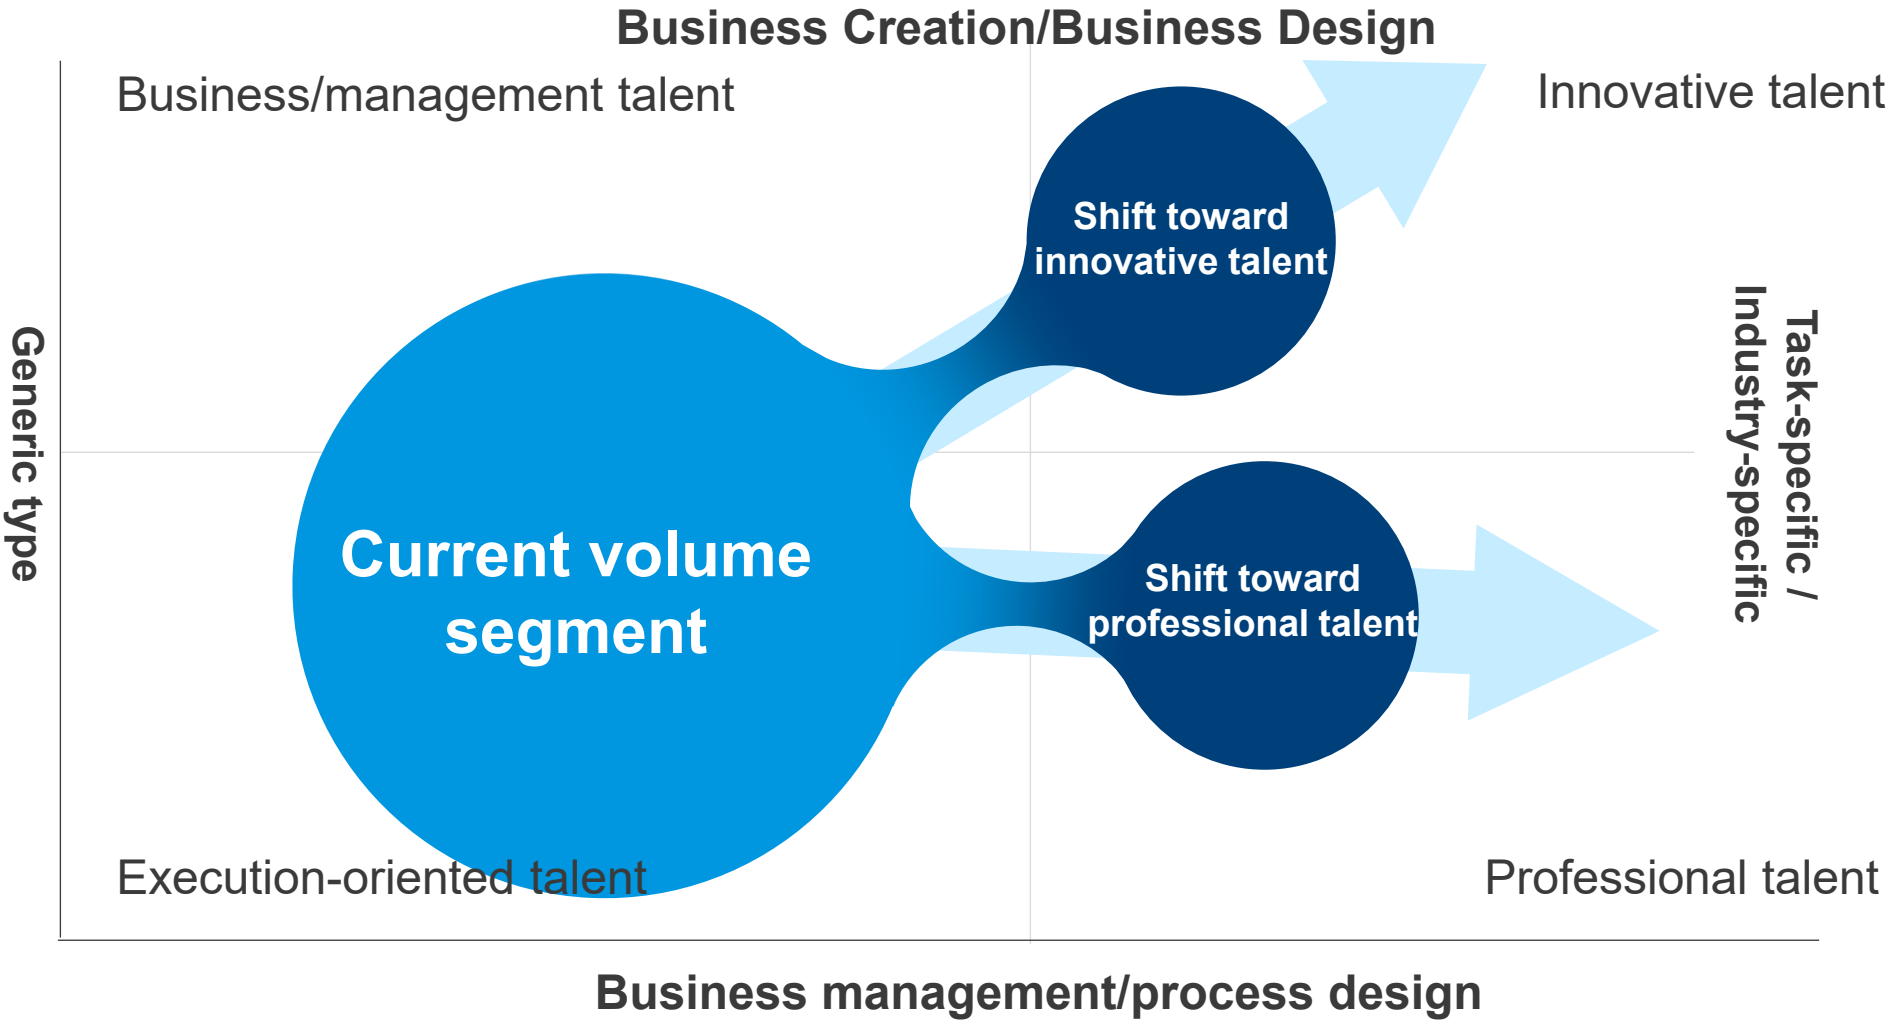 Business Creation/Business Design
Business/management talent
Innovative talent
Shift toward
innovative talent
Generic type
Task-specific /
Industry-specific
Current volume
segment
Shift toward
professional talent
Execution-oriented talent
Professional talent
Business management/process design